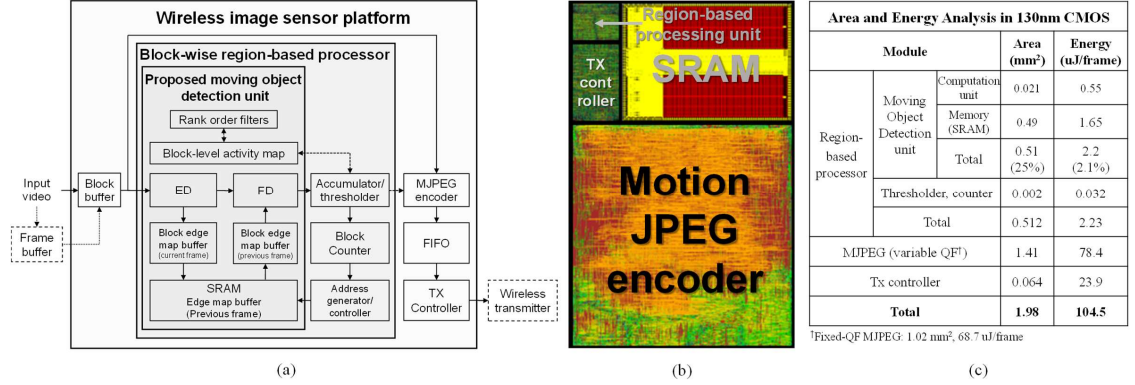 Wireless image sensor platform
Block-wise region-based processor
Proposed moving object
detection unit
Rank order filters
Block-level activity map
Input
video
Block
buffer
ED
FD
Accumulator/
thresholder
MJPEG
encoder
Frame
buffer
Block edge
map buffer
(current frame)
Block edge
map buffer
(previous frame)
Block
Counter
FIFO
SRAM
Edge map buffer
(Previous frame)
Address
generator/
controller
TX
Controller
Wireless
transmitter
(a)
Region-based
processing unit
SRAM
TX
cont
roller
Motion
JPEG
encoder
(b)
Area and Energy Analysis in 130nm CMOS
Module Area (mm²) Energy (uJ/frame)
Region-based processor
Moving Object Detection unit
Computation unit 0.021 0.55
Memory (SRAM) 0.49 1.65
Total 0.51 (25%) 2.2 (2.1%)
Thresholder, counter 0.002 0.032
Total 0.512 2.23
MJPEG (variable QF†) 1.41 78.4
Tx controller 0.064 23.9
Total 1.98 104.5
†Fixed-QF MJPEG: 1.02 mm², 68.7 uJ/frame
(c)